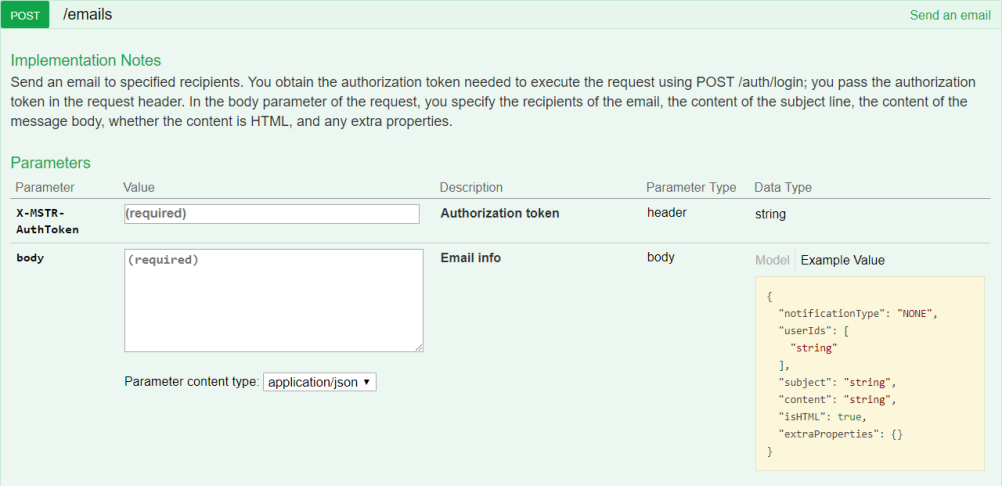 POST /emails Send an email
Implementation Notes
Send an email to specified recipients. You obtain the authorization token needed to execute the request using POST /auth/login; you pass the authorization
token in the request header. In the body parameter of the request, you specify the recipients of the email, the content of the subject line, the content of the
message body, whether the content is HTML, and any extra properties.
Parameters
Parameter Value Description Parameter Type Data Type
X-MSTR-
AuthToken (required) Authorization token header string
body (required) Email info body Model Example Value
{
"notificationType": "NONE",
"userIds": [
"string"
],
"subject": "string",
"content": "string",
"isHTML": true,
"extraProperties": {}
}
Parameter content type: application/json